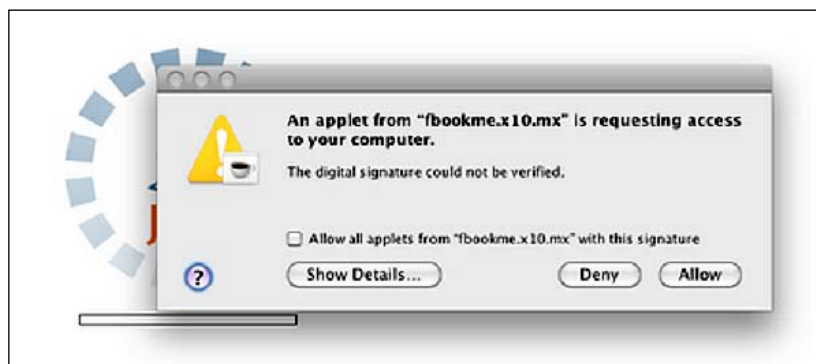 An applet from "fbookme.x10.mx" is requesting access
to your computer.
The digital signature could not be verified.
Allow all applets from "fbookme.x10.mx" with this signature
?
Show Details...
Deny
Allow
J